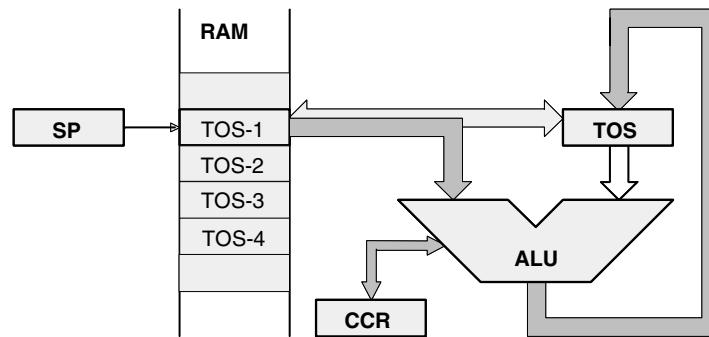 RAM
SP
TOS-1
TOS
TOS-2
TOS-3
TOS-4
ALU
CCR